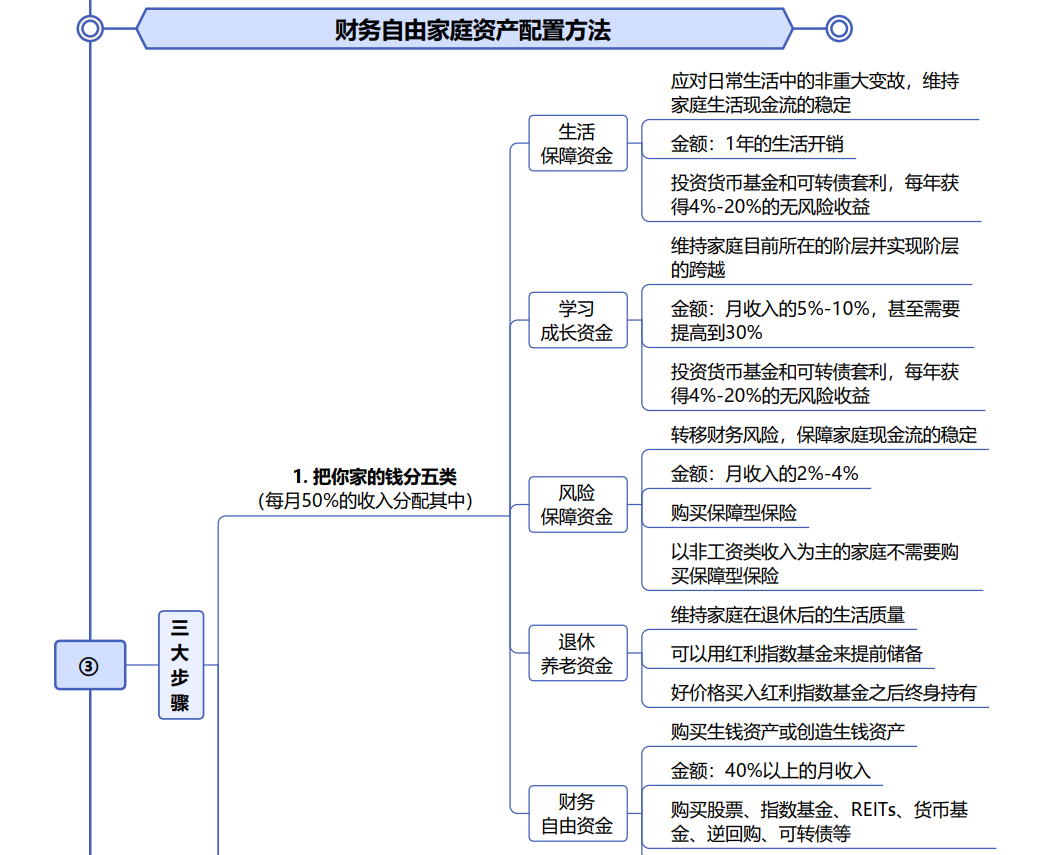 财务自由家庭资产配置方法
③
三
大
步
骤
1. 把你家的钱分五类
（每月50%的收入分配其中）
生活
保障资金
应对日常生活中的非重大变故，维持
家庭生活现金流的稳定
金额：1年的生活开销
投资货币基金和可转债套利，每年获
得4%-20%的无风险收益
学习
成长资金
维持家庭目前所在的阶层并实现阶层
的跨越
金额：月收入的5%-10%，甚至需要
提高到30%
投资货币基金和可转债套利，每年获
得4%-20%的无风险收益
风险
保障资金
转移财务风险，保障家庭现金流的稳定
金额：月收入的2%-4%
购买保障型保险
以非工资类收入为主的家庭不需要购
买保障型保险
退休
养老资金
维持家庭在退休后的生活质量
可以用红利指数基金来提前储备
好价格买入红利指数基金之后终身持有
财务
自由资金
购买生钱资产或创造生钱资产
金额：40%以上的月收入
购买股票、指数基金、REITs、货币基
金、逆回购、可转债等